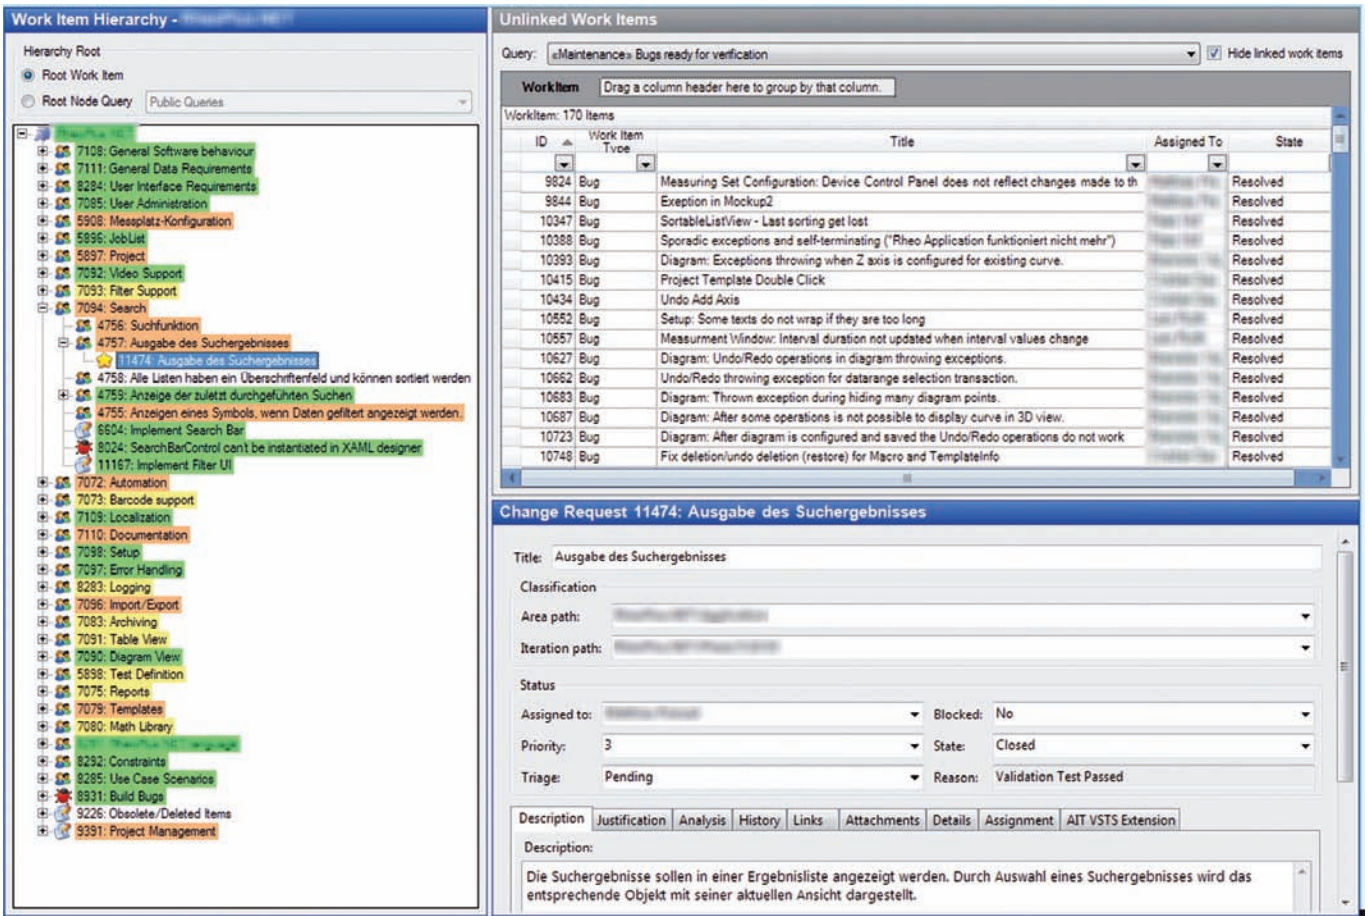 Work Item Hierarchy -
Hierarchy Root
Root Work Item
Root Node Query Public Queries
7108: General Software behaviour
7111: General Data Requirements
8284: User Interface Requirements
7085: User Administration
5908: Messplatz-Konfiguration
5896: JobList
5897: Project
7092: Video Support
7093: Filter Support
7094: Search
4756: Suchfunktion
4757: Ausgabe des Suchergebnisses
11474: Ausgabe des Suchergebnisses
4758: Alle Listen haben ein Überschriftenfeld und können sortiert werden
4759: Anzeige der zuletzt durchgeführten Suchen
4755: Anzeigen eines Symbols, wenn Daten gefiltert angezeigt werden.
6604: Implement Search Bar
8024: SearchBarControl can't be instantiated in XAML designer
11167: Implement Filter UI
7072: Automation
7073: Barcode support
7109: Localization
7110: Documentation
7098: Setup
7097: Error Handling
8283: Logging
7096: Import/Export
7083: Archiving
7091: Table View
7090: Diagram View
5898: Test Definition
7075: Reports
7079: Templates
7080: Math Library
8292: Constraints
8285: Use Case Scenarios
8931: Build Bugs
9226: Obsolete/Deleted Items
9391: Project Management
Unlinked Work Items
Query: «Maintenance» Bugs ready for verification Hide linked work items
WorkItem Drag a column header here to group by that column.
WorkItem: 170 Items
ID Work Item Type Title Assigned To State
9824 Bug Measuring Set Configuration: Device Control Panel does not reflect changes made to th Resolved
9844 Bug Exeption in Mockup2 Resolved
10347 Bug SortableListView - Last sorting get lost Resolved
10388 Bug Sporadic exceptions and self-terminating ("Rheo Application funktioniert nicht mehr") Resolved
10393 Bug Diagram: Exceptions throwing when Z axis is configured for existing curve. Resolved
10415 Bug Project Template Double Click Resolved
10434 Bug Undo Add Axis Resolved
10552 Bug Setup: Some texts do not wrap if they are too long Resolved
10557 Bug Measurment Window: Interval duration not updated when interval values change Resolved
10627 Bug Diagram: Undo/Redo operations in diagram throwing exceptions. Resolved
10662 Bug Undo/Redo throwing exception for datarange selection transaction. Resolved
10683 Bug Diagram: Thrown exception during hiding many diagram points. Resolved
10687 Bug Diagram: After some operations is not possible to display curve in 3D view. Resolved
10723 Bug Diagram: After diagram is configured and saved the Undo/Redo operations do not work Resolved
10748 Bug Fix deletion/undo deletion (restore) for Macro and TemplateInfo Resolved
Change Request 11474: Ausgabe des Suchergebnisses
Title: Ausgabe des Suchergebnisses
Classification
Area path:
Iteration path:
Status
Assigned to: Blocked: No
Priority: 3 State: Closed
Triage: Pending Reason: Validation Test Passed
Description Justification Analysis History Links Attachments Details Assignment AIT VSTS Extension
Description:
Die Suchergebnisse sollen in einer Ergebnisliste angezeigt werden. Durch Auswahl eines Suchergebnisses wird das
entsprechende Objekt mit seiner aktuellen Ansicht dargestellt.